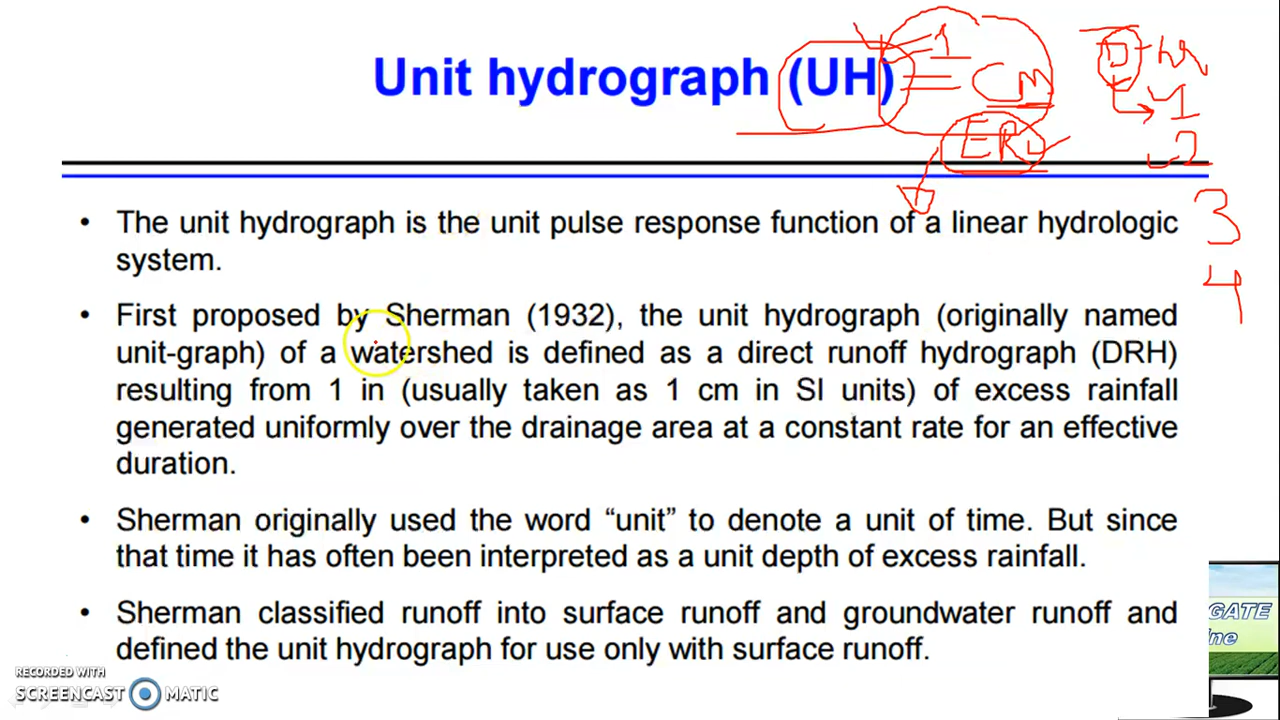 Unit hydrograph (UH)
1
CM
ERD
D-hr
1
2
3
4
• The unit hydrograph is the unit pulse response function of a linear hydrologic
system.
• First proposed by Sherman (1932), the unit hydrograph (originally named
unit-graph) of a watershed is defined as a direct runoff hydrograph (DRH)
resulting from 1 in (usually taken as 1 cm in SI units) of excess rainfall
generated uniformly over the drainage area at a constant rate for an effective
duration.
• Sherman originally used the word “unit” to denote a unit of time. But since
that time it has often been interpreted as a unit depth of excess rainfall.
• Sherman classified runoff into surface runoff and groundwater runoff and
defined the unit hydrograph for use only with surface runoff.
GATE
ine
RECORDED WITH
SCREENCAST MATIC